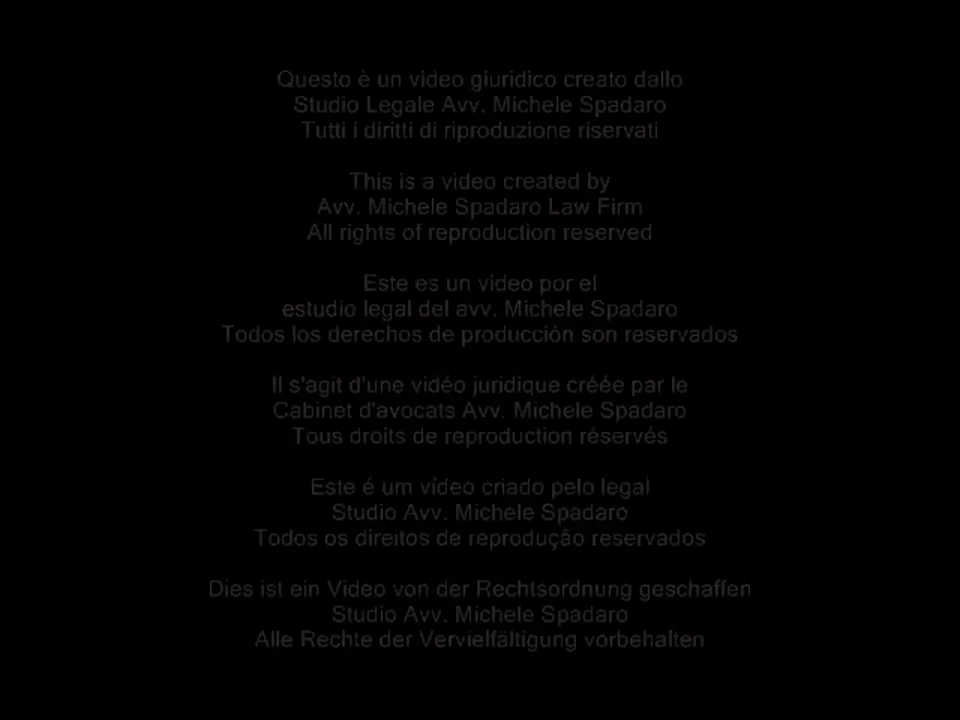 Questo è un video giuridico creato dallo
Studio Legale Avv. Michele Spadaro
Tutti i diritti di riproduzione riservati
This is a video created by
Avv. Michele Spadaro Law Firm
All rights of reproduction reserved
Este es un video por el
estudio legal del avv. Michele Spadaro
Todos los derechos de producción son reservados
Il s'agit d'une vidéo juridique créée par le
Cabinet d'avocats Avv. Michele Spadaro
Tous droits de reproduction réservés
Este é um vídeo criado pelo legal
Studio Avv. Michele Spadaro
Todos os direitos de reprodução reservados
Dies ist ein Video von der Rechtsordnung geschaffen
Studio Avv. Michele Spadaro
Alle Rechte der Vervielfältigung vorbehalten